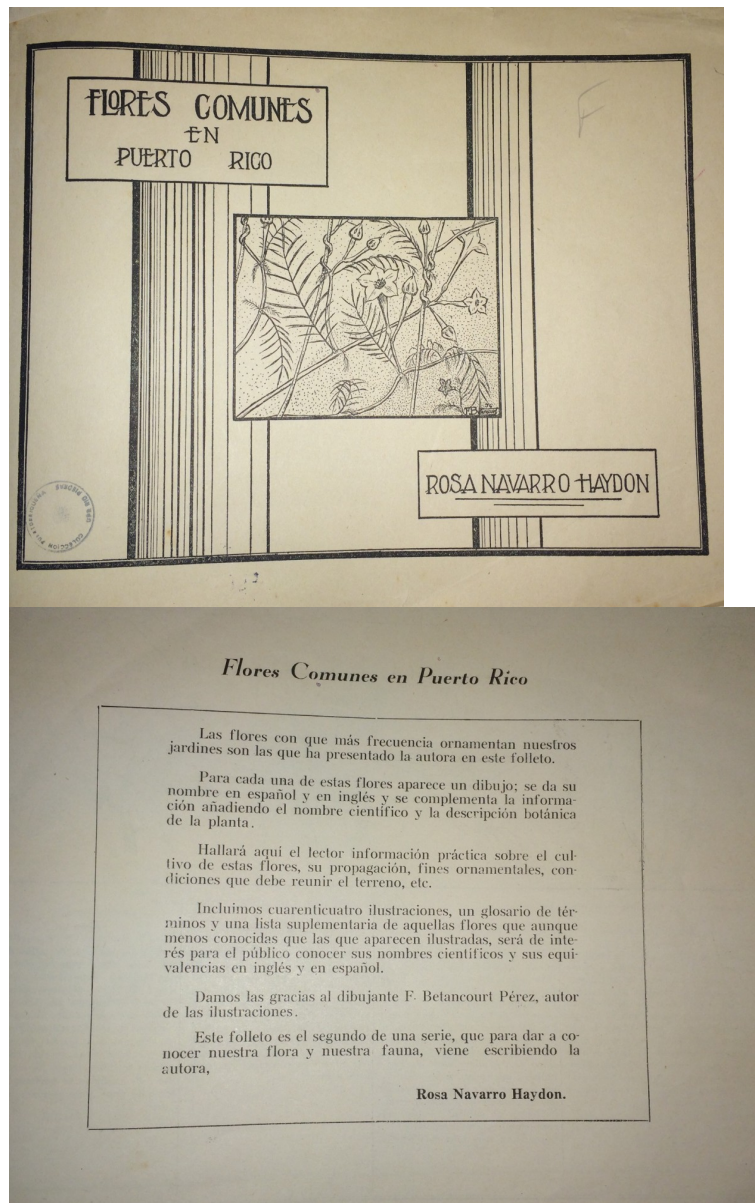 FLORES COMUNES
EN
PUERTO RICO
F
ROSA NAVARRO HAYDON
Flores Comunes en Puerto Rico
Las flores con que más frecuencia ornamentan nuestros
jardines son las que ha presentado la autora en este folleto.
Para cada una de estas flores aparece un dibujo; se da su
nombre en español y en inglés y se complementa la informa-
ción añadiendo el nombre científico y la descripción botánica
de la planta.
Hallará aquí el lector información práctica sobre el cul-
tivo de estas flores, su propagación, fines ornamentales, con-
diciones que debe reunir el terreno, etc.
Incluimos cuarenticuatro ilustraciones, un glosario de tér-
minos y una lista suplementaria de aquellas flores que aunque
menos conocidas que las que aparecen ilustradas, será de inte-
rés para el público conocer sus nombres científicos y sus equi-
valencias en inglés y en español.
Damos las gracias al dibujante F. Betancourt Pérez, autor
de las ilustraciones.
Este folleto es el segundo de una serie, que para dar a co-
nocer nuestra flora y nuestra fauna, viene escribiendo la
autora,
Rosa Navarro Haydon.